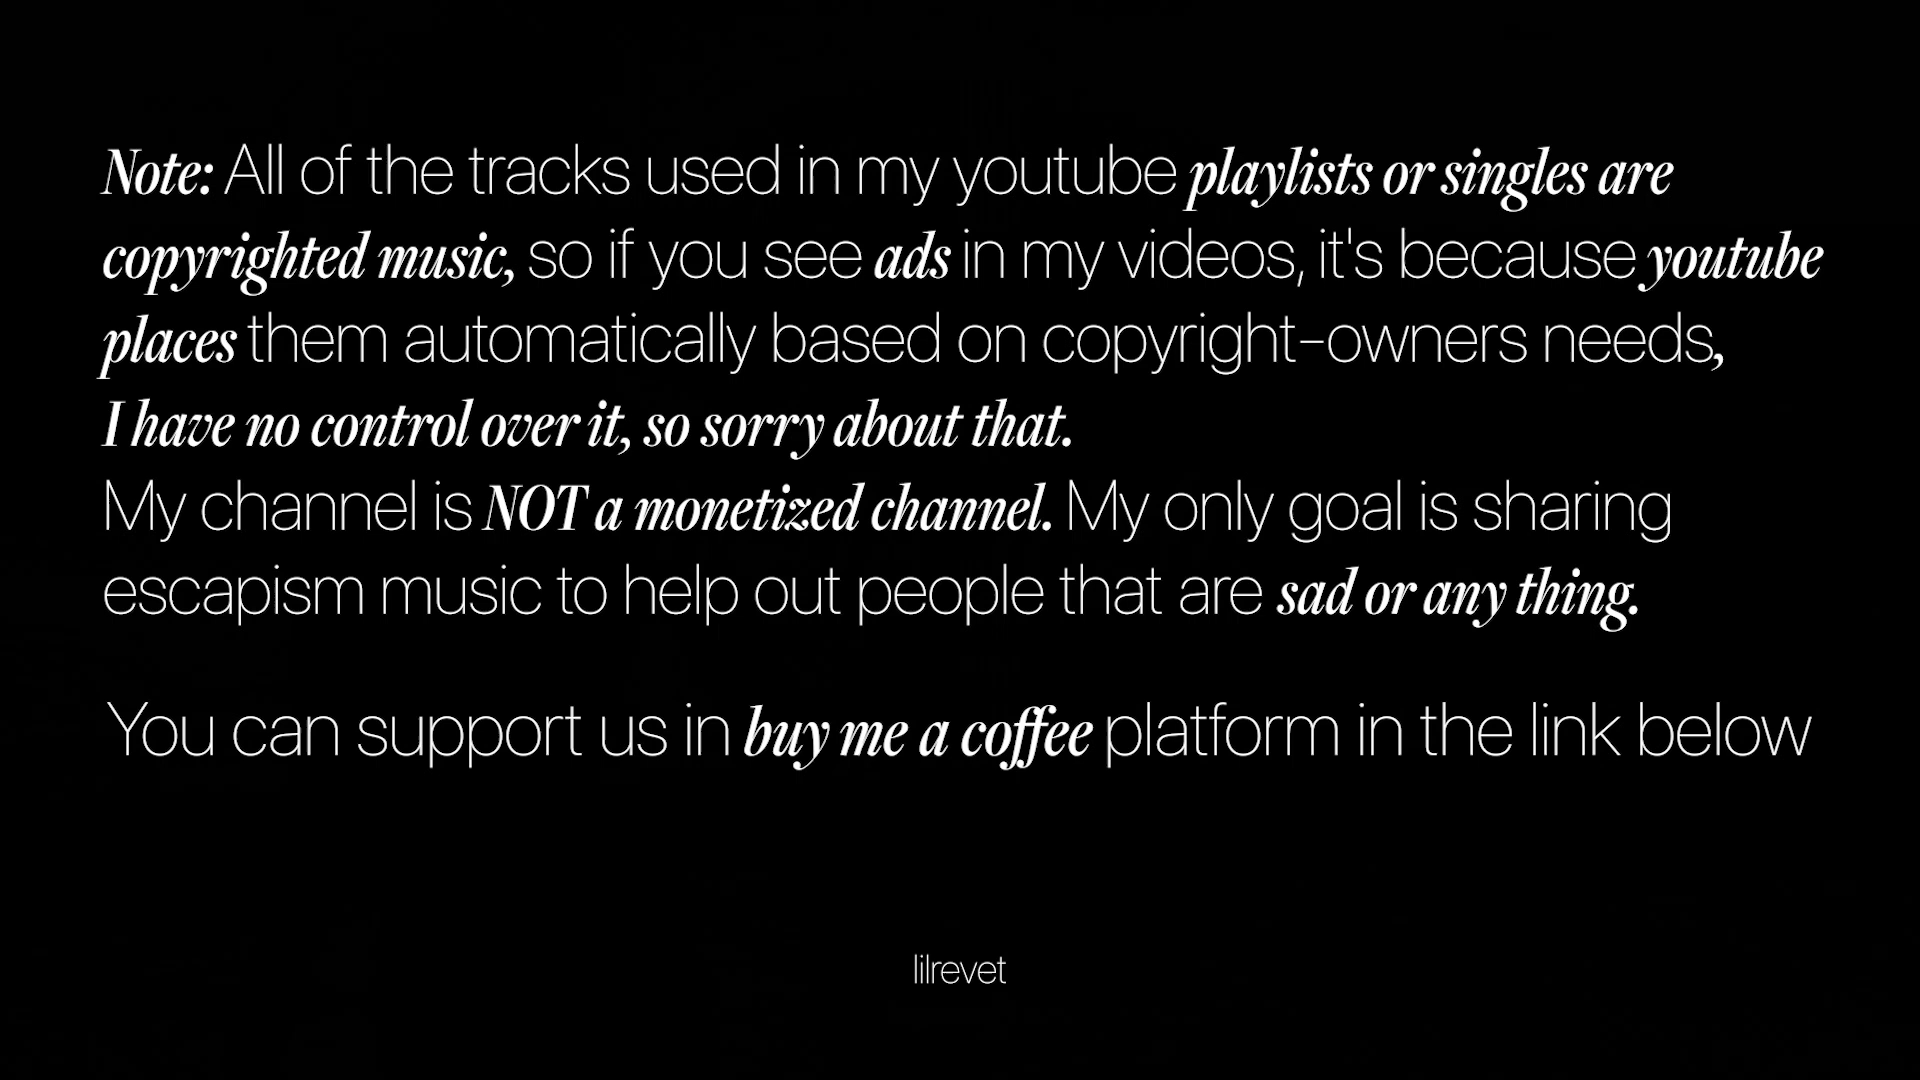 Note: All of the tracks used in my youtube playlists or singles are
copyrighted music, so if you see ads in my videos, it's because youtube
places them automatically based on copyright-owners needs,
I have no control over it, so sorry about that.
My channel is NOT a monetized channel. My only goal is sharing
escapism music to help out people that are sad or any thing.
You can support us in buy me a coffee platform in the link below
lilrevet